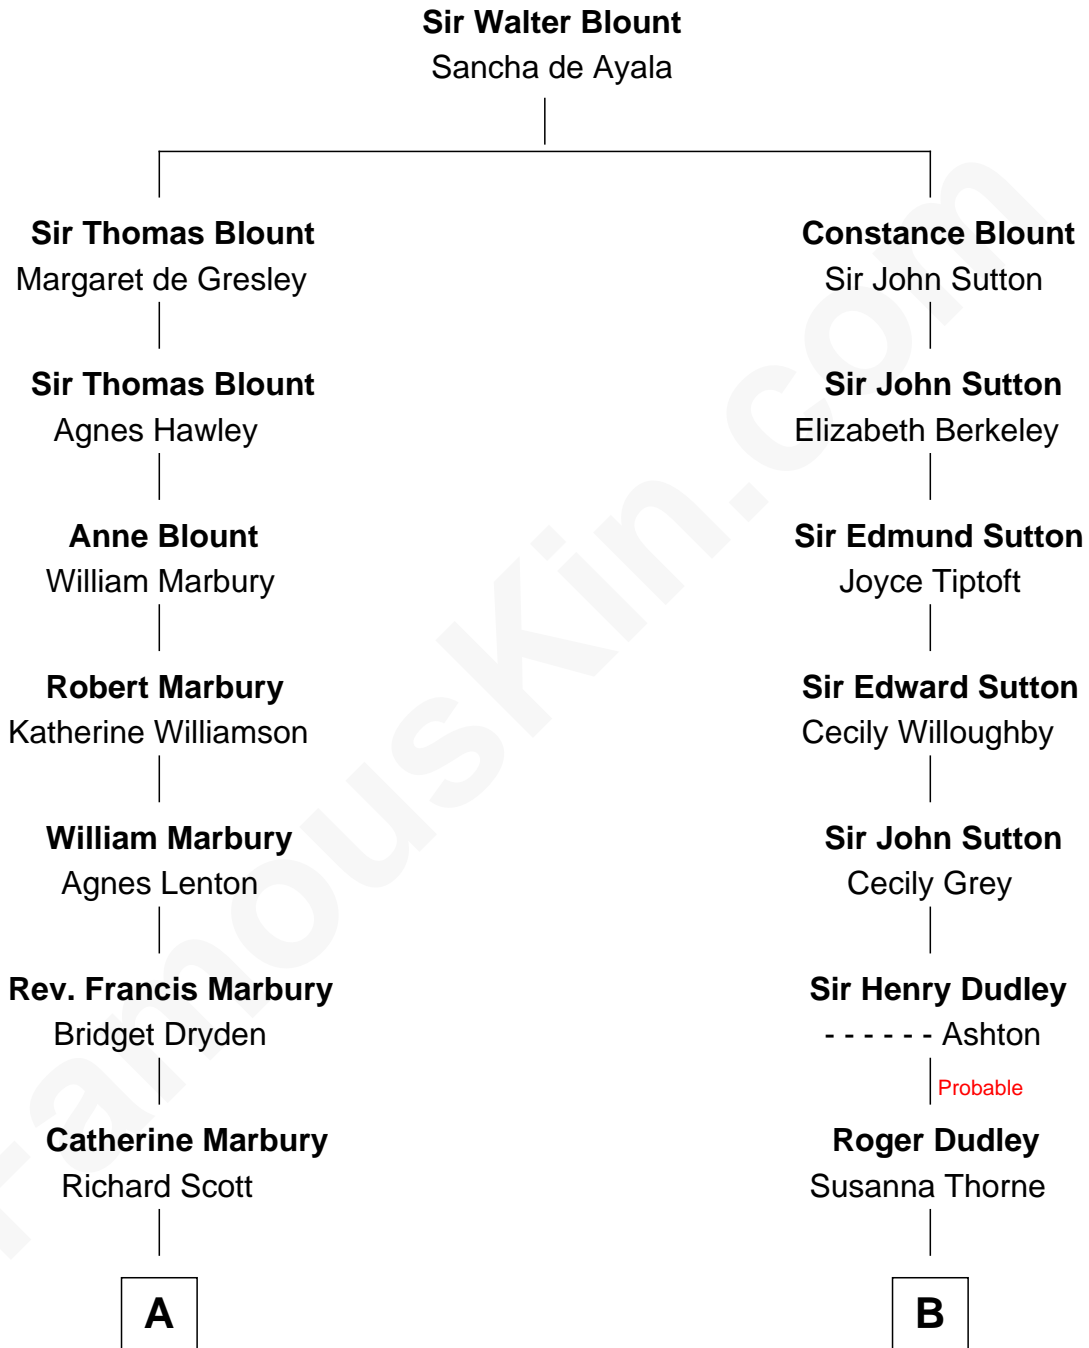 Sir Walter Blount
Sancha de Ayala
Sir Thomas Blount
Margaret de Gresley
Constance Blount
Sir John Sutton
Sir Thomas Blount
Agnes Hawley
Sir John Sutton
Elizabeth Berkeley
Anne Blount
William Marbury
Sir Edmund Sutton
Joyce Tiptoft
Robert Marbury
Katherine Williamson
Sir Edward Sutton
Cecily Willoughby
William Marbury
Agnes Lenton
Sir John Sutton
Cecily Grey
Rev. Francis Marbury
Bridget Dryden
Sir Henry Dudley
- - - - - - Ashton
Probable
Catherine Marbury
Richard Scott
Roger Dudley
Susanna Thorne
A
B
FamousKin.com